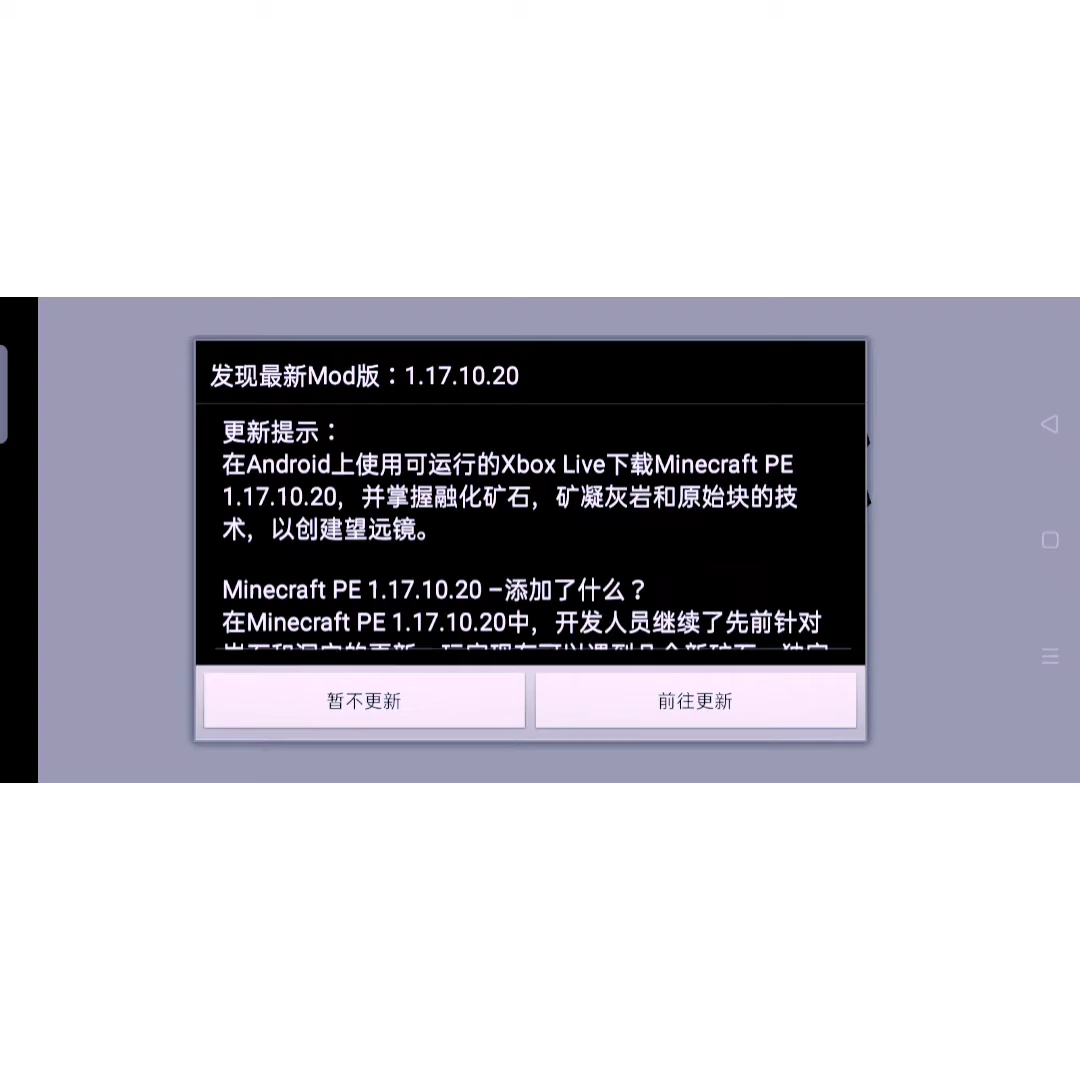 发现最新Mod版：1.17.10.20
更新提示：
在Android上使用可运行的Xbox Live下载Minecraft PE
1.17.10.20，并掌握融化矿石，矿凝灰岩和原始块的技
术，以创建望远镜。
Minecraft PE 1.17.10.20 –添加了什么？
在Minecraft PE 1.17.10.20中，开发人员继续了先前针对
暂不更新
前往更新